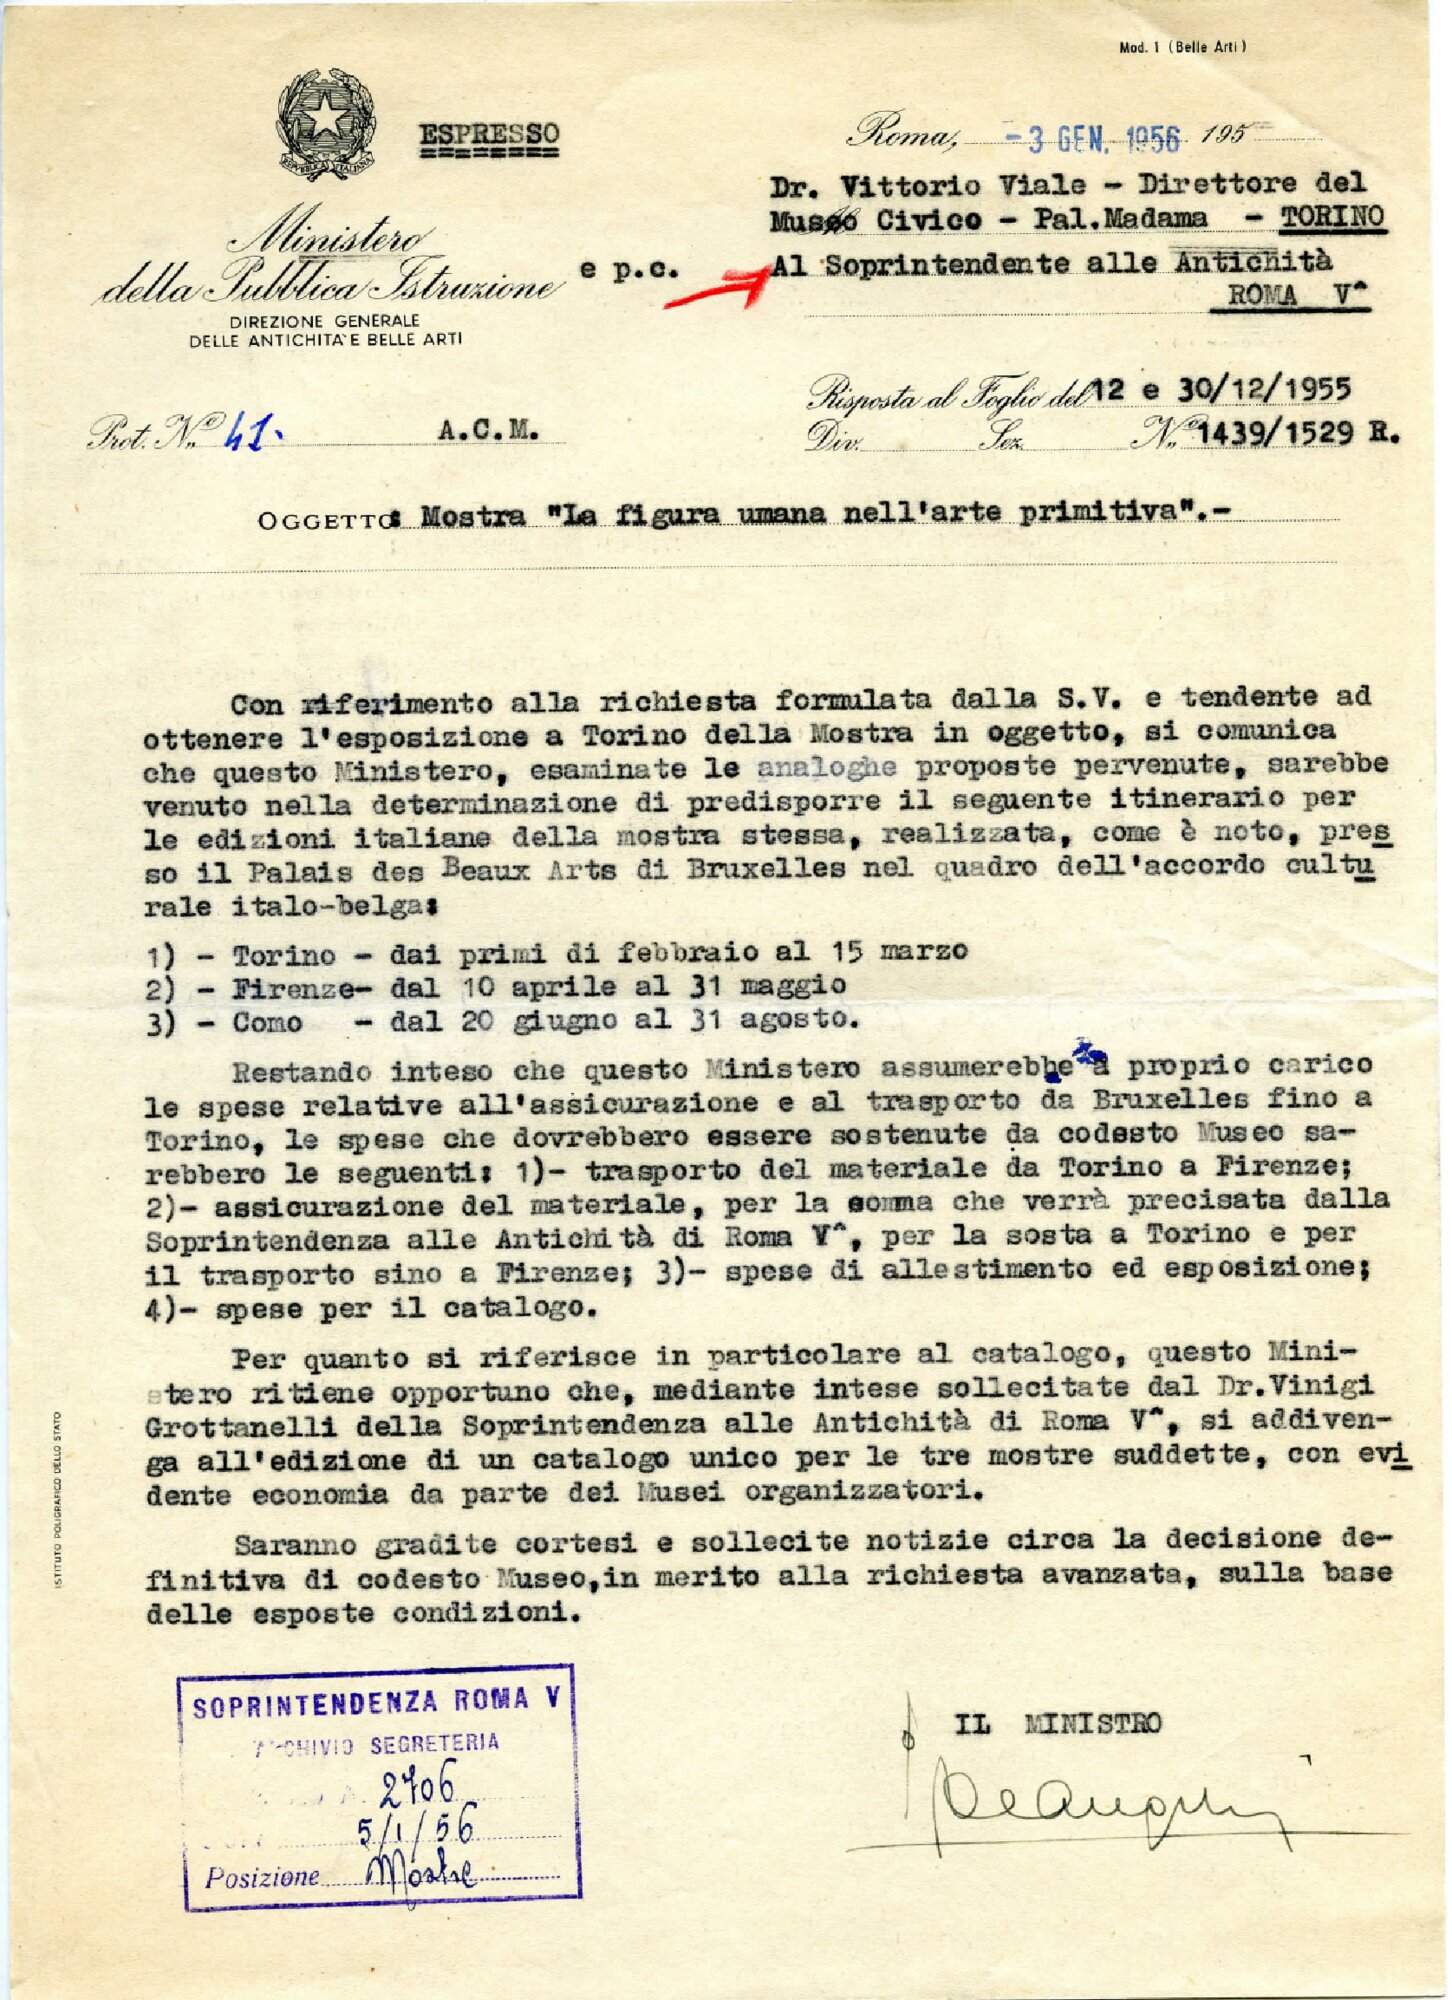 Mod. 1 (Belle Arti)
REPVBBLICA ITALIANA
ESPRESSO
Roma, -3 GEN. 1956 195
Dr. Vittorio Viale - Direttore del
Museo Civico - Pal.Madama - TORINO
e p.c. Al Soprintendente alle Antichità
ROMA V^
Ministero
della Pubblica Istruzione
DIREZIONE GENERALE
DELLE ANTICHITA' E BELLE ARTI
Risposta al Foglio del 12 e 30/12/1955
Prot. N.º 41. A.C.M.
Div. Sez. N.º 1439/1529 R.
OGGETTO: Mostra "La figura umana nell'arte primitiva".-
Con riferimento alla richiesta formulata dalla S.V. e tendente ad
ottenere l'esposizione a Torino della Mostra in oggetto, si comunica
che questo Ministero, esaminate le analoghe proposte pervenute, sarebbe
venuto nella determinazione di predisporre il seguente itinerario per
le edizioni italiane della mostra stessa, realizzata, come è noto, pres
so il Palais des Beaux Arts di Bruxelles nel quadro dell'accordo cultu
rale italo-belga:
1) - Torino - dai primi di febbraio al 15 marzo
2) - Firenze- dal 10 aprile al 31 maggio
3) - Como - dal 20 giugno al 31 agosto.
Restando inteso che questo Ministero assumerebbe a proprio carico
le spese relative all'assicurazione e al trasporto da Bruxelles fino a
Torino, le spese che dovrebbero essere sostenute da codesto Museo sa-
rebbero le seguenti: 1)- trasporto del materiale da Torino a Firenze;
2)- assicurazione del materiale, per la somma che verrà precisata dalla
Soprintendenza alle Antichità di Roma V^, per la sosta a Torino e per
il trasporto sino a Firenze; 3)- spese di allestimento ed esposizione;
4)- spese per il catalogo.
Per quanto si riferisce in particolare al catalogo, questo Mini-
stero ritiene opportuno che, mediante intese sollecitate dal Dr.Vinigi
Grottanelli della Soprintendenza alle Antichità di Roma V^, si addiven-
ga all'edizione di un catalogo unico per le tre mostre suddette, con evi
dente economia da parte dei Musei organizzatori.
Saranno gradite cortesi e sollecite notizie circa la decisione de-
finitiva di codesto Museo,in merito alla richiesta avanzata, sulla base
delle esposte condizioni.
ISTITUTO POLIGRAFICO DELLO STATO
IL MINISTRO
SOPRINTENDENZA ROMA V
ARCHIVIO SEGRETERIA
2706
5/1/56
Posizione Mostre